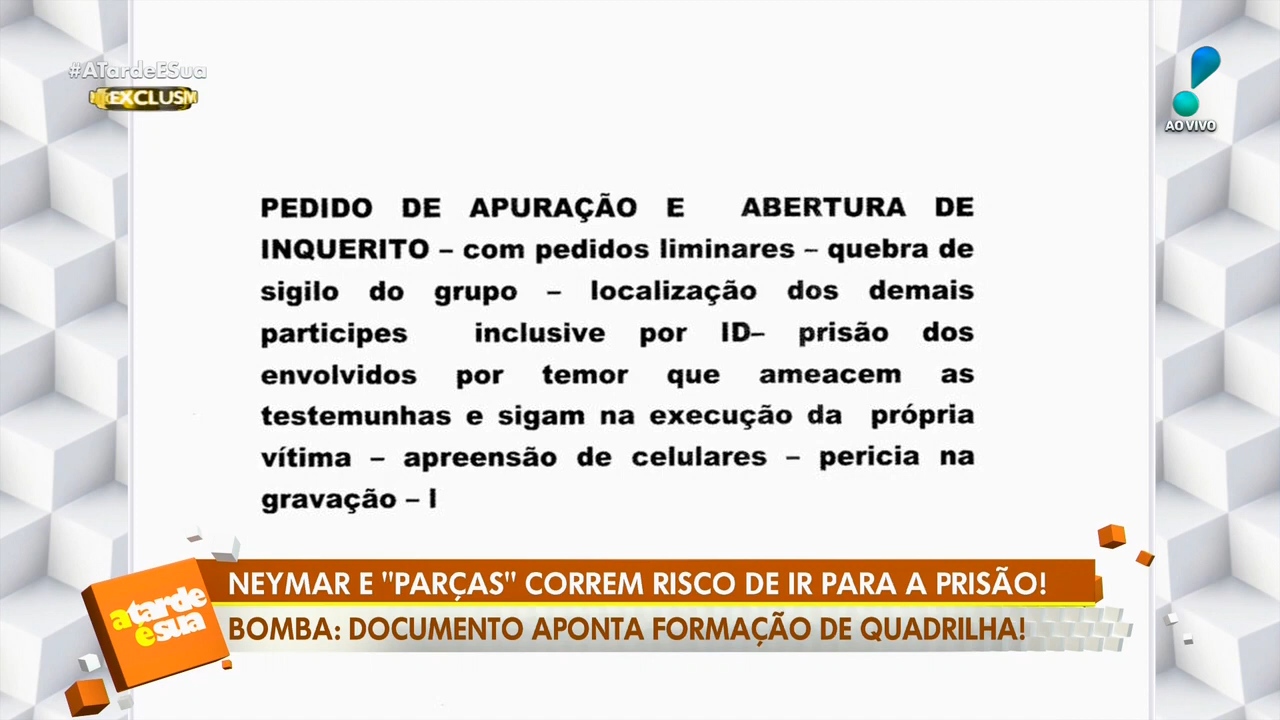 #ATardeESua
EXCLUSIV
AO VIVO
PEDIDO DE APURAÇÃO E ABERTURA DE
INQUERITO – com pedidos liminares – quebra de
sigilo do grupo – localização dos demais
participes inclusive por ID– prisão dos
envolvidos por temor que ameacem as
testemunhas e sigam na execução da própria
vítima – apreensão de celulares – pericia na
gravação – I
NEYMAR E "PARÇAS" CORREM RISCO DE IR PARA A PRISÃO!
BOMBA: DOCUMENTO APONTA FORMAÇÃO DE QUADRILHA!
a tarde
é sua